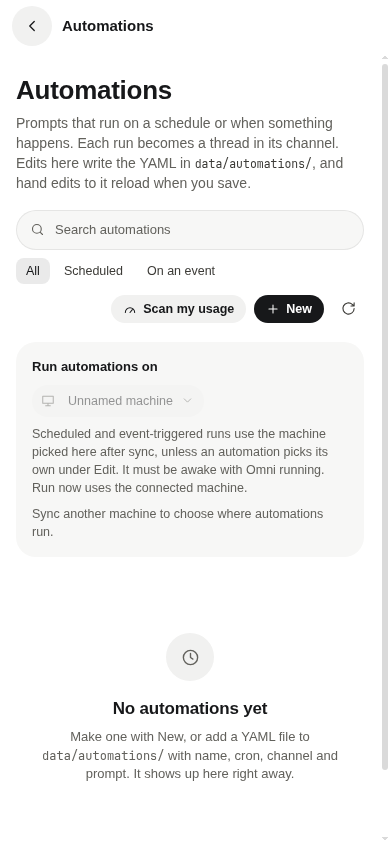 Automations
Automations
Prompts that run on a schedule or when something
happens. Each run becomes a thread in its channel.
Edits here write the YAML in data/automations/, and
hand edits to it reload when you save.
Search automations
All Scheduled On an event
Scan my usage New
Run automations on
Unnamed machine
Scheduled and event-triggered runs use the machine
picked here after sync, unless an automation picks its
own under Edit. It must be awake with Omni running.
Run now uses the connected machine.
Sync another machine to choose where automations
run.
No automations yet
Make one with New, or add a YAML file to
data/automations/ with name, cron, channel and
prompt. It shows up here right away.